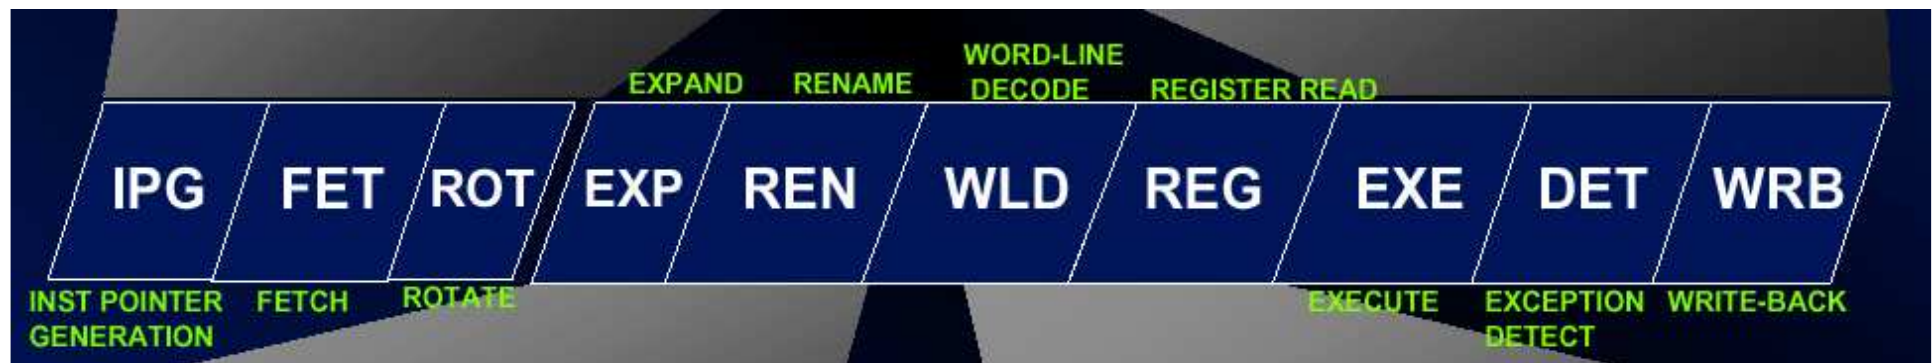 WORD-LINE
EXPAND RENAME DECODE REGISTER READ
IPG FET ROT EXP REN WLD REG EXE DET WRB
INST POINTER FETCH ROTATE EXECUTE EXCEPTION WRITE-BACK
GENERATION DETECT